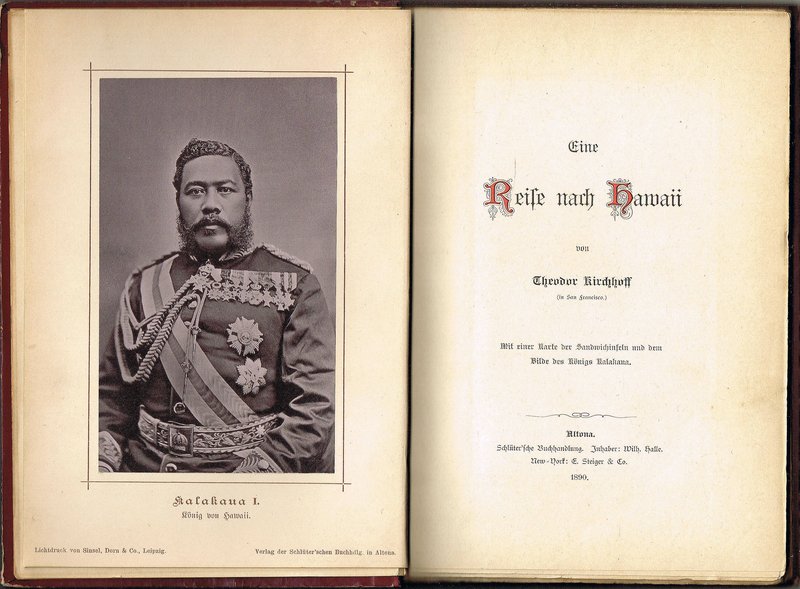 Kalakaua I.
König von Hawaii.
Lichtdruck von Sinsel, Dorn & Co., Leipzig.
Verlag der Schlüter'schen Buchhdlg. in Altona.
Eine
Reiſe nach Hawaii
von
Theodor Kirchhoff
(in San Francisco.)
Mit einer Karte der Sandwichinſeln und dem
Bilde des Königs Kalakaua.
Altona.
Schlüter'ſche Buchhandlung. Inhaber: Wilh. Halle.
New-York: E. Steiger & Co.
1890.